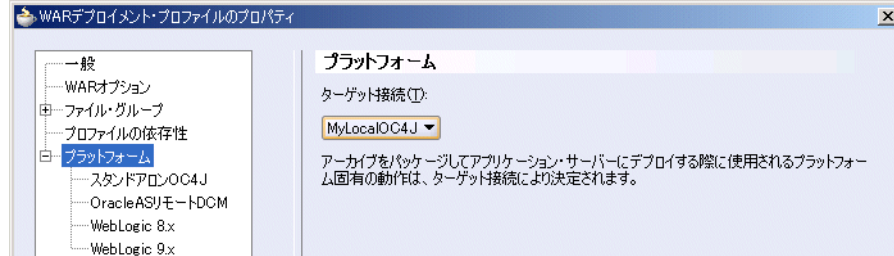 WARデプロイメント・プロファイルのプロパティ
一般
WARオプション
ファイル・グループ
プロファイルの依存性
プラットフォーム
スタンドアロンOC4J
OracleASリモートDCM
WebLogic 8.x
WebLogic 9.x
プラットフォーム
ターゲット接続(T):
MyLocalOC4J
アーカイブをパッケージしてアプリケーション・サーバーにデプロイする際に使用されるプラットフォー
ム固有の動作は、ターゲット接続により決定されます。